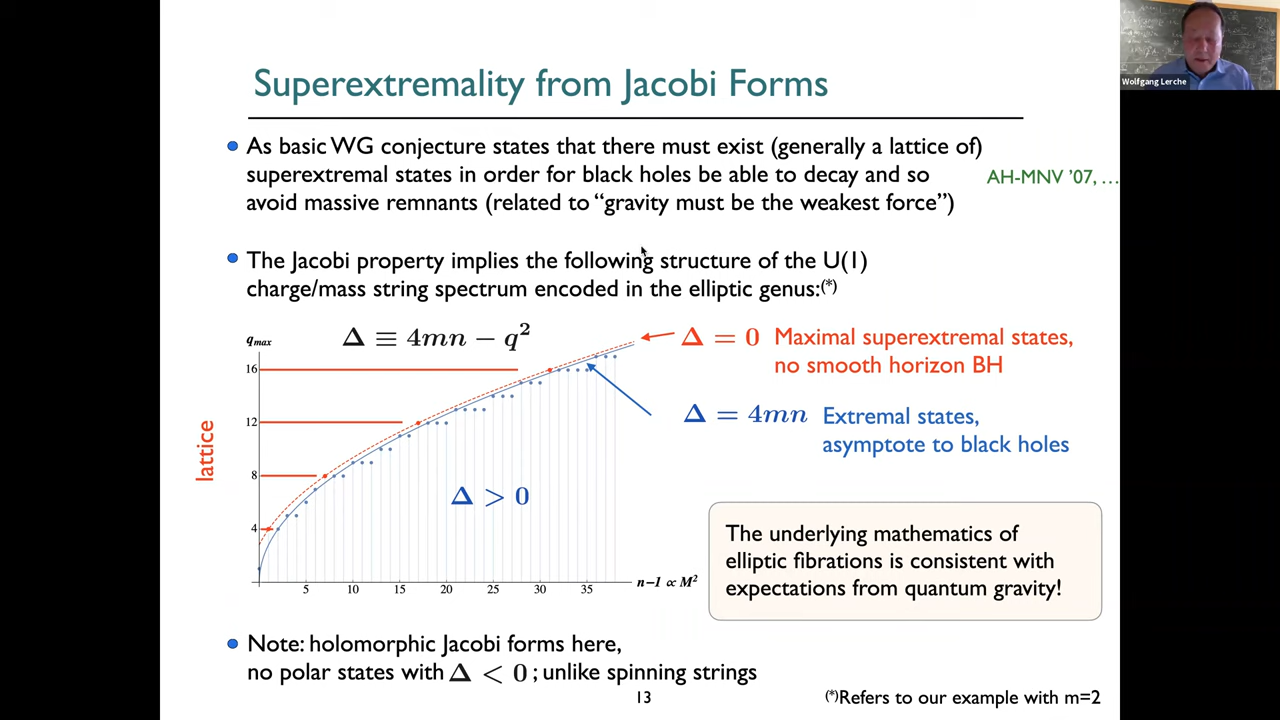 Superextremality from Jacobi Forms
Wolfgang Lerche
As basic WG conjecture states that there must exist (generally a lattice of)
superextremal states in order for black holes be able to decay and so
avoid massive remnants (related to “gravity must be the weakest force”)
AH-MNV ’07, …
The Jacobi property implies the following structure of the U(1)
charge/mass string spectrum encoded in the elliptic genus:(*)
Δ ≡ 4mn − q²
qmax
16
12
8
4
lattice
5 10 15 20 25 30 35
n−1 ∝ M²
Δ > 0
Δ = 0 Maximal superextremal states,
no smooth horizon BH
Δ = 4mn Extremal states,
asymptote to black holes
The underlying mathematics of
elliptic fibrations is consistent with
expectations from quantum gravity!
Note: holomorphic Jacobi forms here,
no polar states with Δ < 0 ; unlike spinning strings
13
(*)Refers to our example with m=2